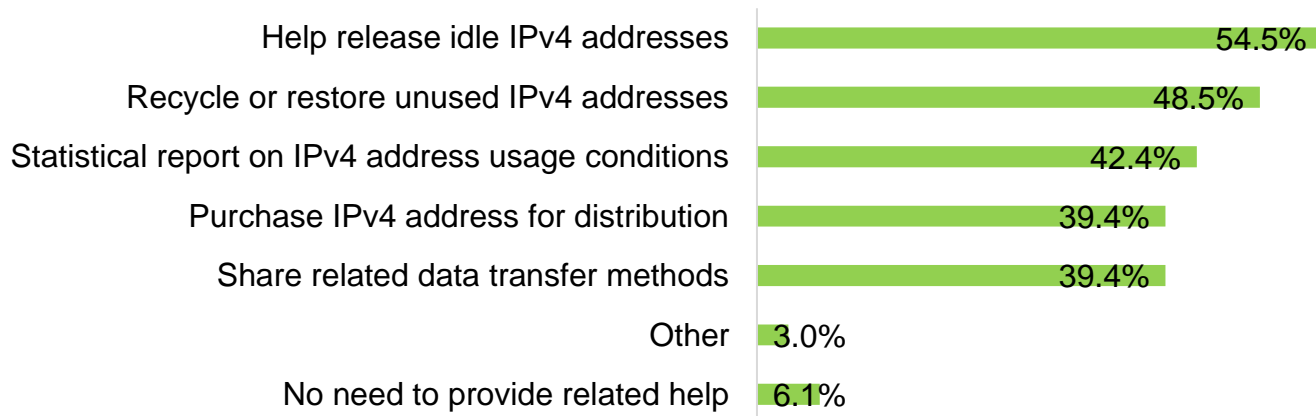 Help release idle IPv4 addresses 54.5%
Recycle or restore unused IPv4 addresses 48.5%
Statistical report on IPv4 address usage conditions 42.4%
Purchase IPv4 address for distribution 39.4%
Share related data transfer methods 39.4%
Other 3.0%
No need to provide related help 6.1%